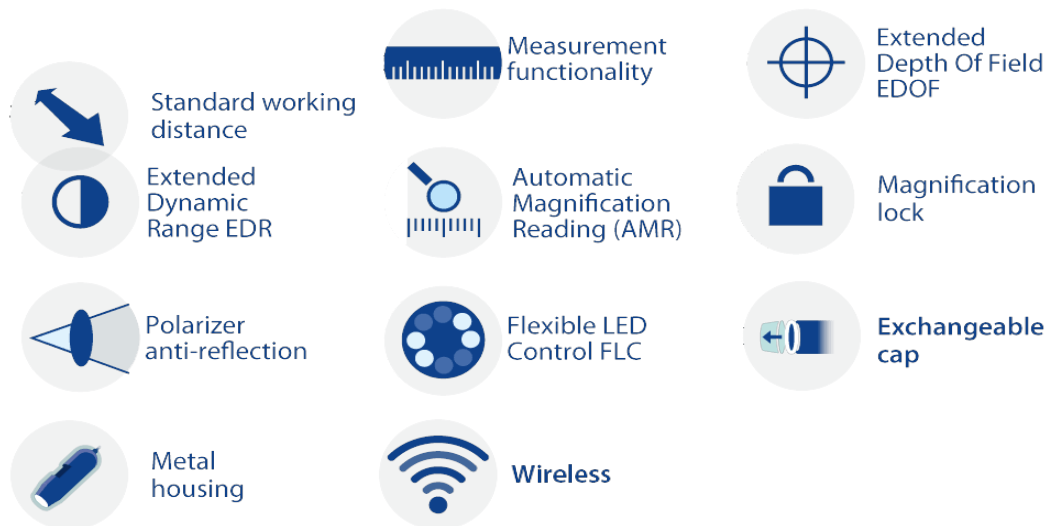 Standard working
distance
Measurement
functionality
Extended
Depth Of Field
EDOF
Extended
Dynamic
Range EDR
Automatic
Magnification
Reading (AMR)
Magnification
lock
Polarizer
anti-reflection
Flexible LED
Control FLC
Exchangeable
cap
Metal
housing
Wireless